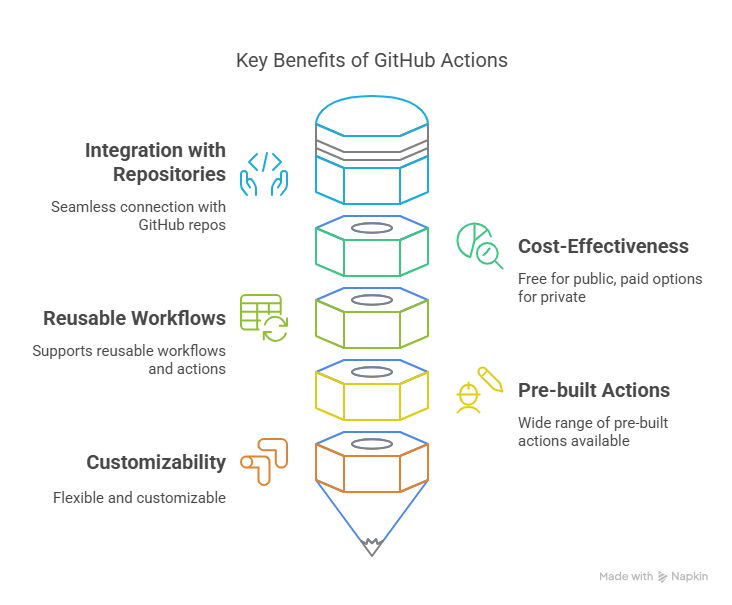 Key Benefits of GitHub Actions
Integration with
Repositories
Seamless connection with
GitHub repos
Cost-Effectiveness
Free for public, paid options
for private
Reusable Workflows
Supports reusable workflows
and actions
Pre-built Actions
Wide range of pre-built
actions available
Customizability
Flexible and customizable
Made with Napkin